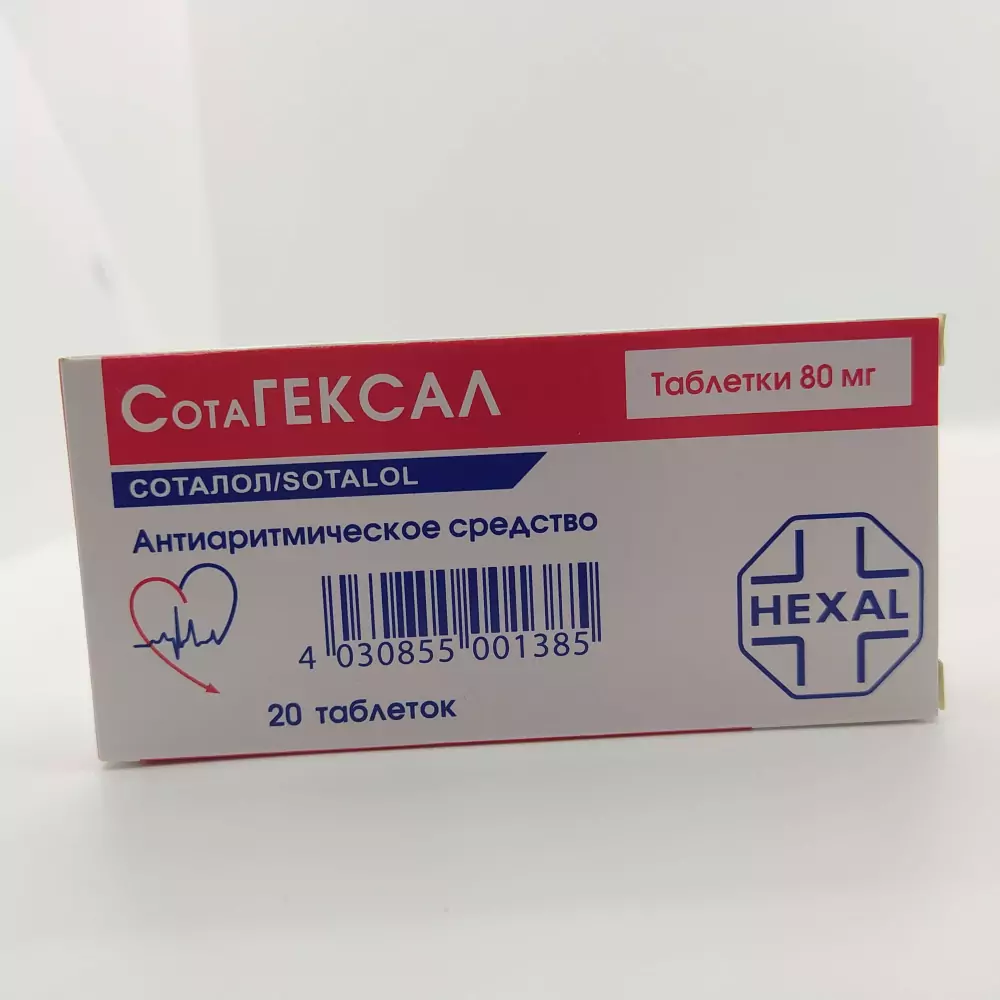 СотаГЕКСАЛ
Таблетки 80 мг
СОТАЛОЛ/SOTALOL
Антиаритмическое средство
HEXAL
4 030855 001385
20 таблеток